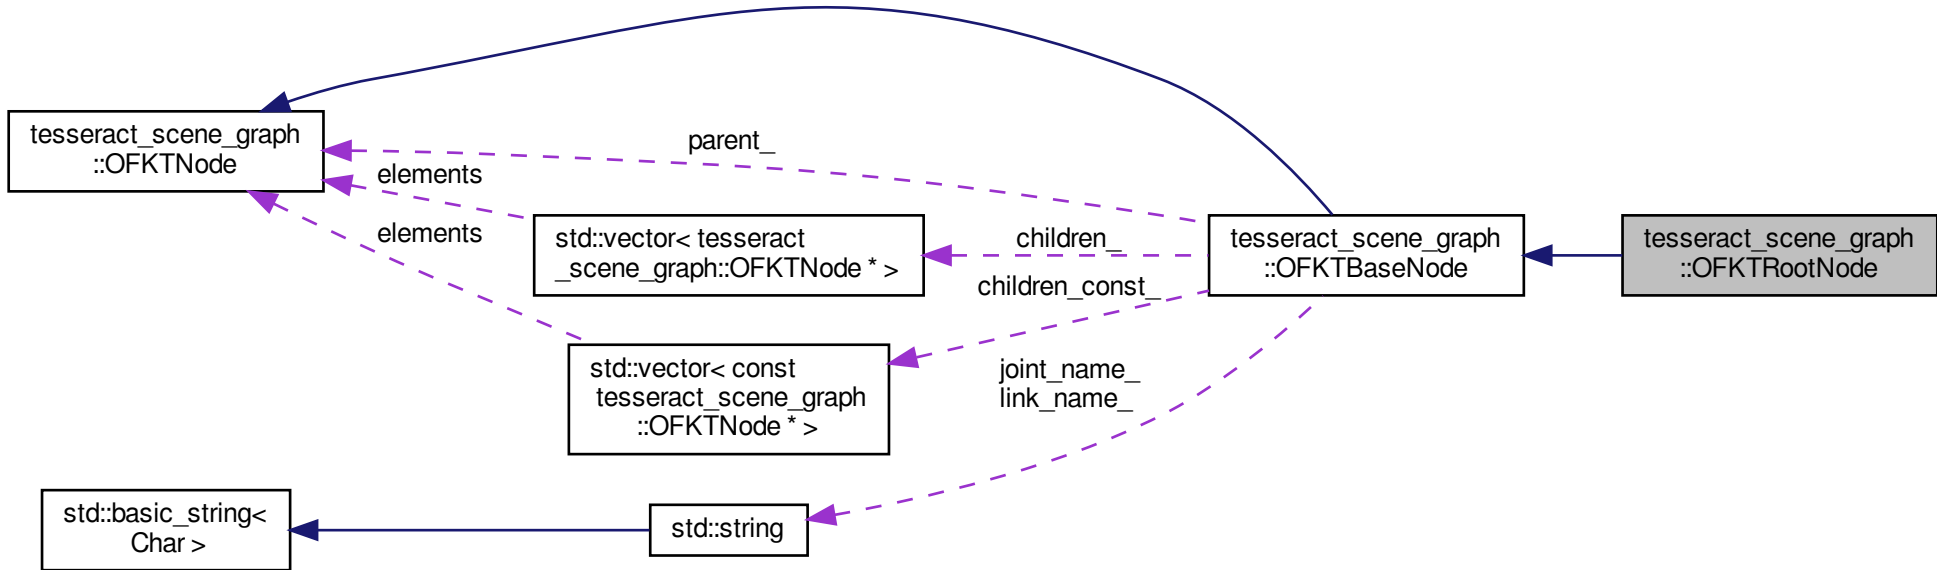 tesseract_scene_graph
::OFKTNode
parent_
elements
elements
std::vector< tesseract
_scene_graph::OFKTNode * >
children_
children_const_
tesseract_scene_graph
::OFKTBaseNode
tesseract_scene_graph
::OFKTRootNode
std::vector< const
tesseract_scene_graph
::OFKTNode * >
joint_name_
link_name_
std::basic_string<
Char >
std::string